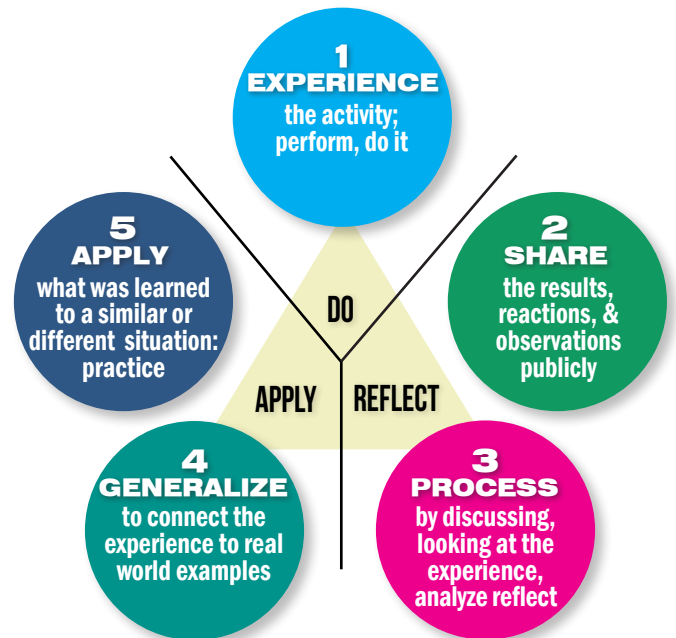 1
EXPERIENCE
the activity;
perform, do it
2
SHARE
the results,
reactions, &
observations
publicly
3
PROCESS
by discussing,
looking at the
experience,
analyze reflect
4
GENERALIZE
to connect the
experience to real
world examples
5
APPLY
what was learned
to a similar or
different situation:
practice
DO
REFLECT
APPLY